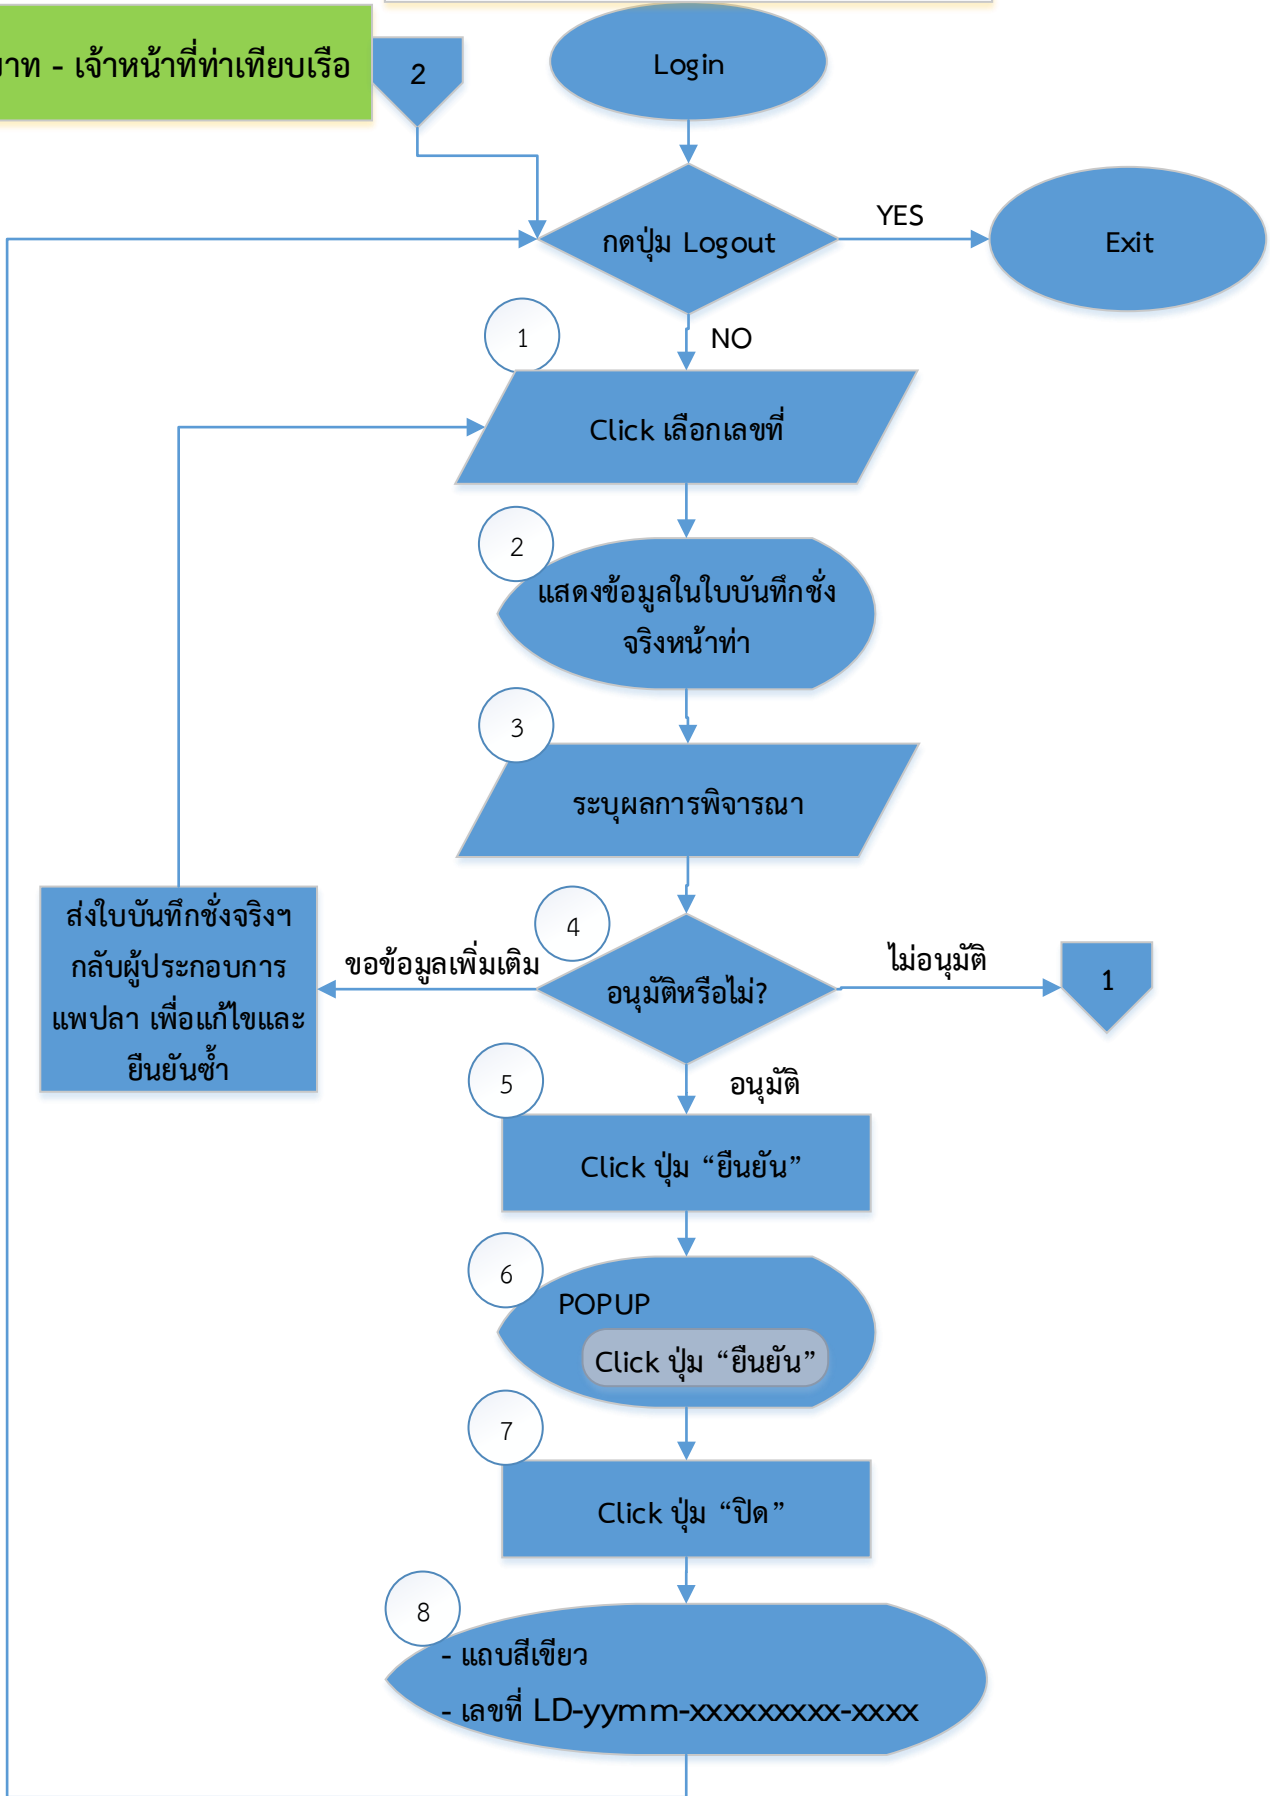 - เจ้าหน้าที่ท่าเทียบเรือ
2
Login
กดปุ่ม Logout
YES
Exit
NO
1
Click เลือกเลขที่
2
แสดงข้อมูลในใบบันทึกชั่ง
จริงหน้าท่า
3
ระบุผลการพิจารณา
ส่งใบบันทึกชั่งจริงฯ
กลับผู้ประกอบการ
แพปลา เพื่อแก้ไขและ
ยืนยันซ้ำ
ขอข้อมูลเพิ่มเติม
4
อนุมัติหรือไม่?
ไม่อนุมัติ
1
อนุมัติ
5
Click ปุ่ม “ยืนยัน”
6
POPUP
Click ปุ่ม “ยืนยัน”
7
Click ปุ่ม “ปิด”
8
- แถบสีเขียว
- เลขที่ LD-yymm-xxxxxxxxx-xxxx